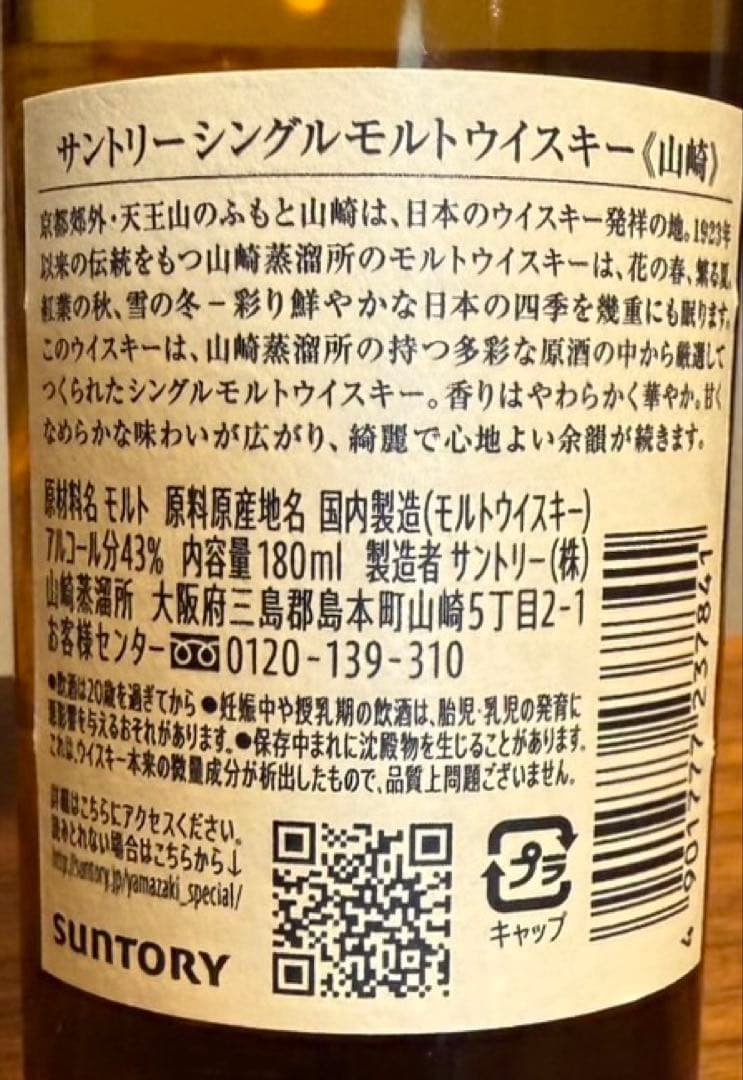 サントリーシングルモルトウイスキー《山崎》
京都郊外・天王山のふもと山崎は、日本のウイスキー発祥の地。1923年
以来の伝統をもつ山崎蒸溜所のモルトウイスキーは、花の春、繁る夏、
紅葉の秋、雪の冬−彩り鮮やかな日本の四季を幾重にも眠ります。
このウイスキーは、山崎蒸溜所の持つ多彩な原酒の中から厳選して
つくられたシングルモルトウイスキー。香りはやわらかく華やか。甘く
なめらかな味わいが広がり、綺麗で心地よい余韻が続きます。
原材料名 モルト 原料原産地名 国内製造(モルトウイスキー)
アルコール分43% 内容量180ml 製造者 サントリー(株)
山崎蒸溜所 大阪府三島郡島本町山崎5丁目2-1
お客様センター 0120-139-310
●飲酒は20歳を過ぎてから ●妊娠中や授乳期の飲酒は、胎児・乳児の発育に
悪影響を与えるおそれがあります。●保存中まれに沈殿物を生じることがあります。
これは、ウイスキー本来の微量成分が析出したもので、品質上問題ございません。
詳細はこちらにアクセスください。
読みとれない場合はこちらから↓
http://suntory.jp/yamazaki_special/
SUNTORY
プラ
キャップ
4 901777 237841